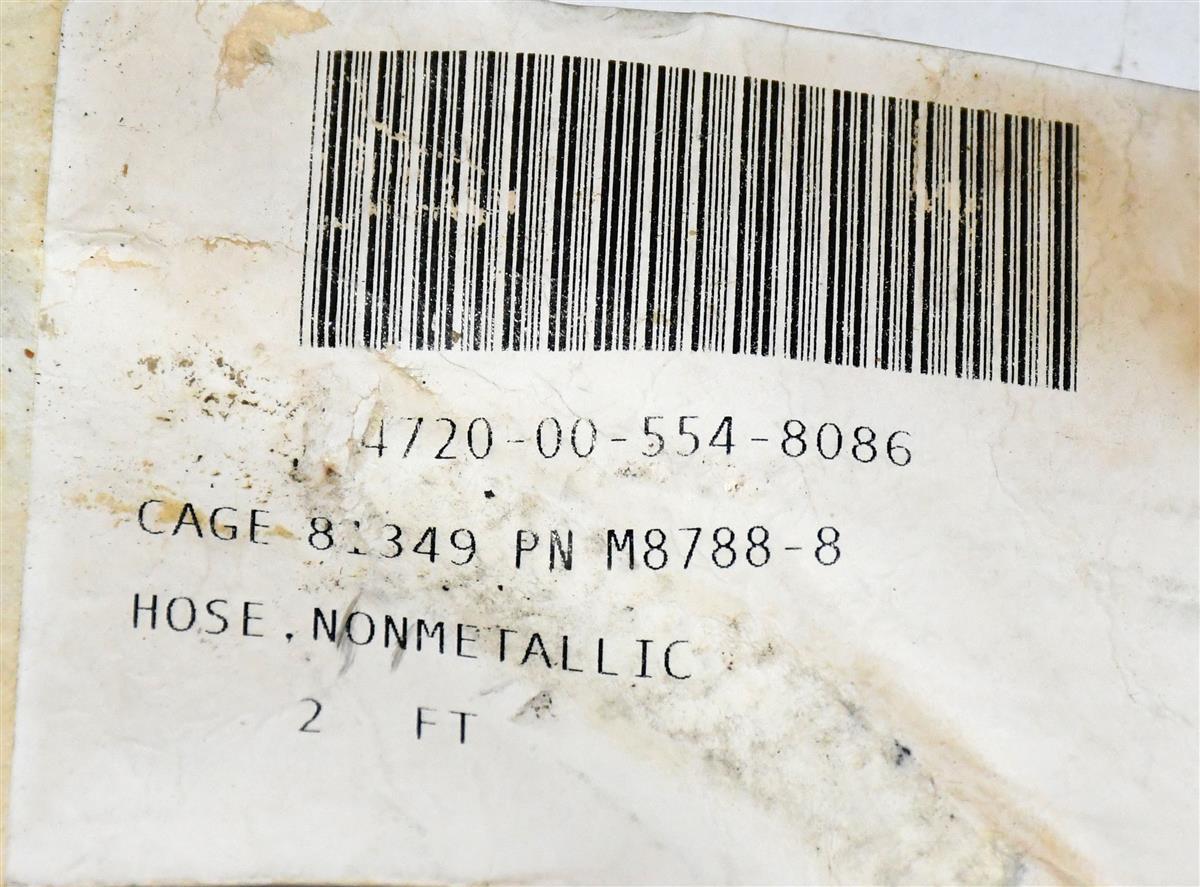 4720-00-554-8086
CAGE 81349 PN M8788-8
HOSE,NONMETALLIC
2 FT